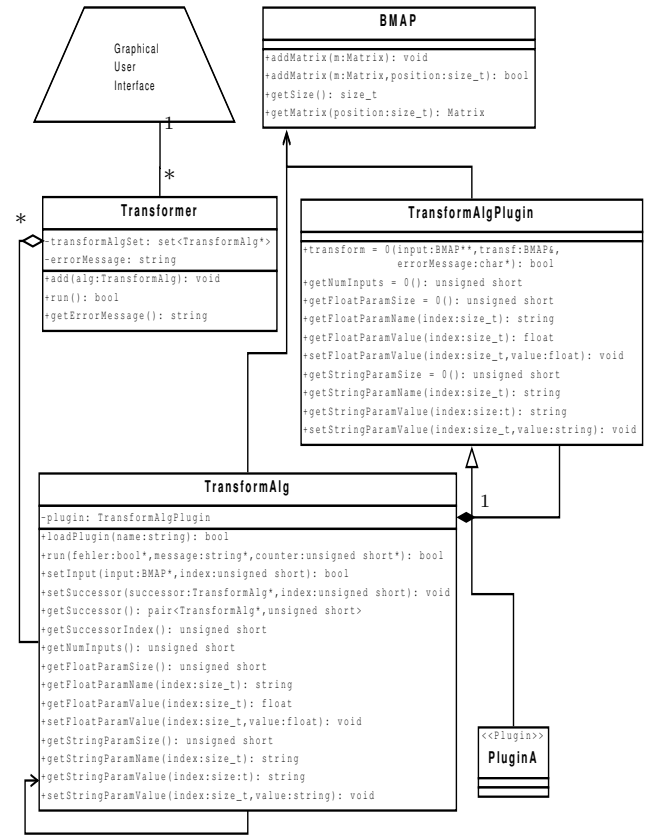 Graphical
User
Interface
1
*
BMAP
+addMatrix(m:Matrix): void
+addMatrix(m:Matrix,position:size_t): bool
+getSize(): size_t
+getMatrix(position:size_t): Matrix
*
Transformer
-transformAlgSet: set<TransformAlg*>
-errorMessage: string
+add(alg:TransformAlg): void
+run(): bool
+getErrorMessage(): string
TransformAlgPlugin
+transform = 0(input:BMAP**,transf:BMAP&,
errorMessage:char*): bool
+getNumInputs = 0(): unsigned short
+getFloatParamSize = 0(): unsigned short
+getFloatParamName(index:size_t): string
+getFloatParamValue(index:size_t): float
+setFloatParamValue(index:size_t,value:float): void
+getStringParamSize = 0(): unsigned short
+getStringParamName(index:size_t): string
+getStringParamValue(index:size:t): string
+setStringParamValue(index:size_t,value:string): void
TransformAlg
-plugin: TransformAlgPlugin
+loadPlugin(name:string): bool
+run(fehler:bool*,message:string*,counter:unsigned short*): bool
+setInput(input:BMAP*,index:unsigned short): bool
+setSuccessor(successor:TransformAlg*,index:unsigned short): void
+getSuccessor(): pair<TransformAlg*,unsigned short>
+getSuccessorIndex(): unsigned short
+getNumInputs(): unsigned short
+getFloatParamSize(): unsigned short
+getFloatParamName(index:size_t): string
+getFloatParamValue(index:size_t): float
+setFloatParamValue(index:size_t,value:float): void
+getStringParamSize(): unsigned short
+getStringParamName(index:size_t): string
+getStringParamValue(index:size:t): string
+setStringParamValue(index:size_t,value:string): void
1
<<Plugin>>
PluginA